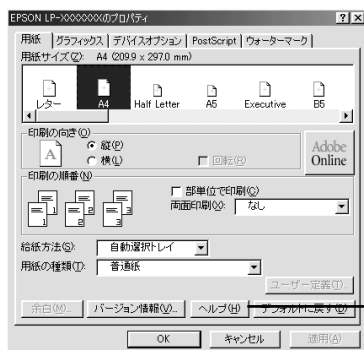 EPSON LP-XXXXXXXのプロパティ
用紙 グラフィックス デバイスオプション PostScript ウォーターマーク
用紙サイズ(Z): A4 (209.9 x 297.0 mm)
レター A4 Half Letter A5 Executive B5
印刷の向き(O)
A 縦(P)
横(L) 回転(R)
Adobe
Online
印刷の順番(N)
部単位で印刷(C)
両面印刷(X): なし
1 1 2 2 3 3
給紙方法(S): 自動選択トレイ
用紙の種類(T): 普通紙
ユーザー定義(I)...
余白(M)... バージョン情報(V)... ヘルプ(H) デフォルトに戻す(D)
OK キャンセル 適用(A)